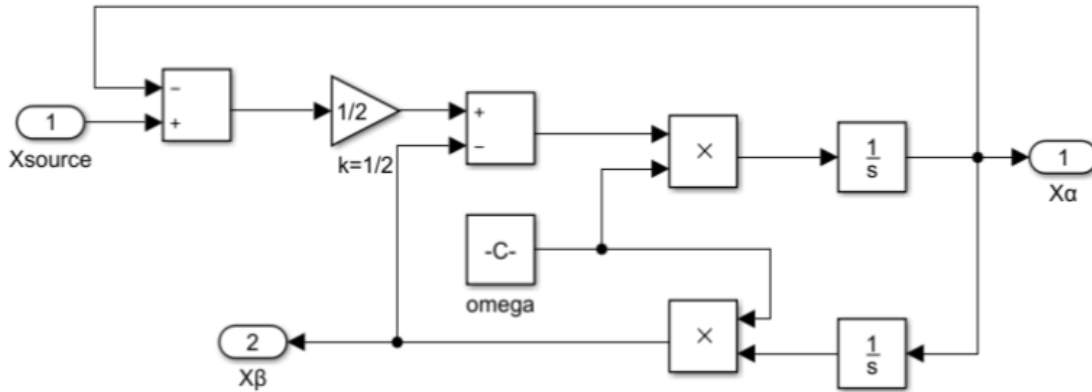 −
+
1
Xsource
1/2
k=1/2
+
−
×
1
s
1
Xα
-C-
omega
2
Xβ
×
1
s